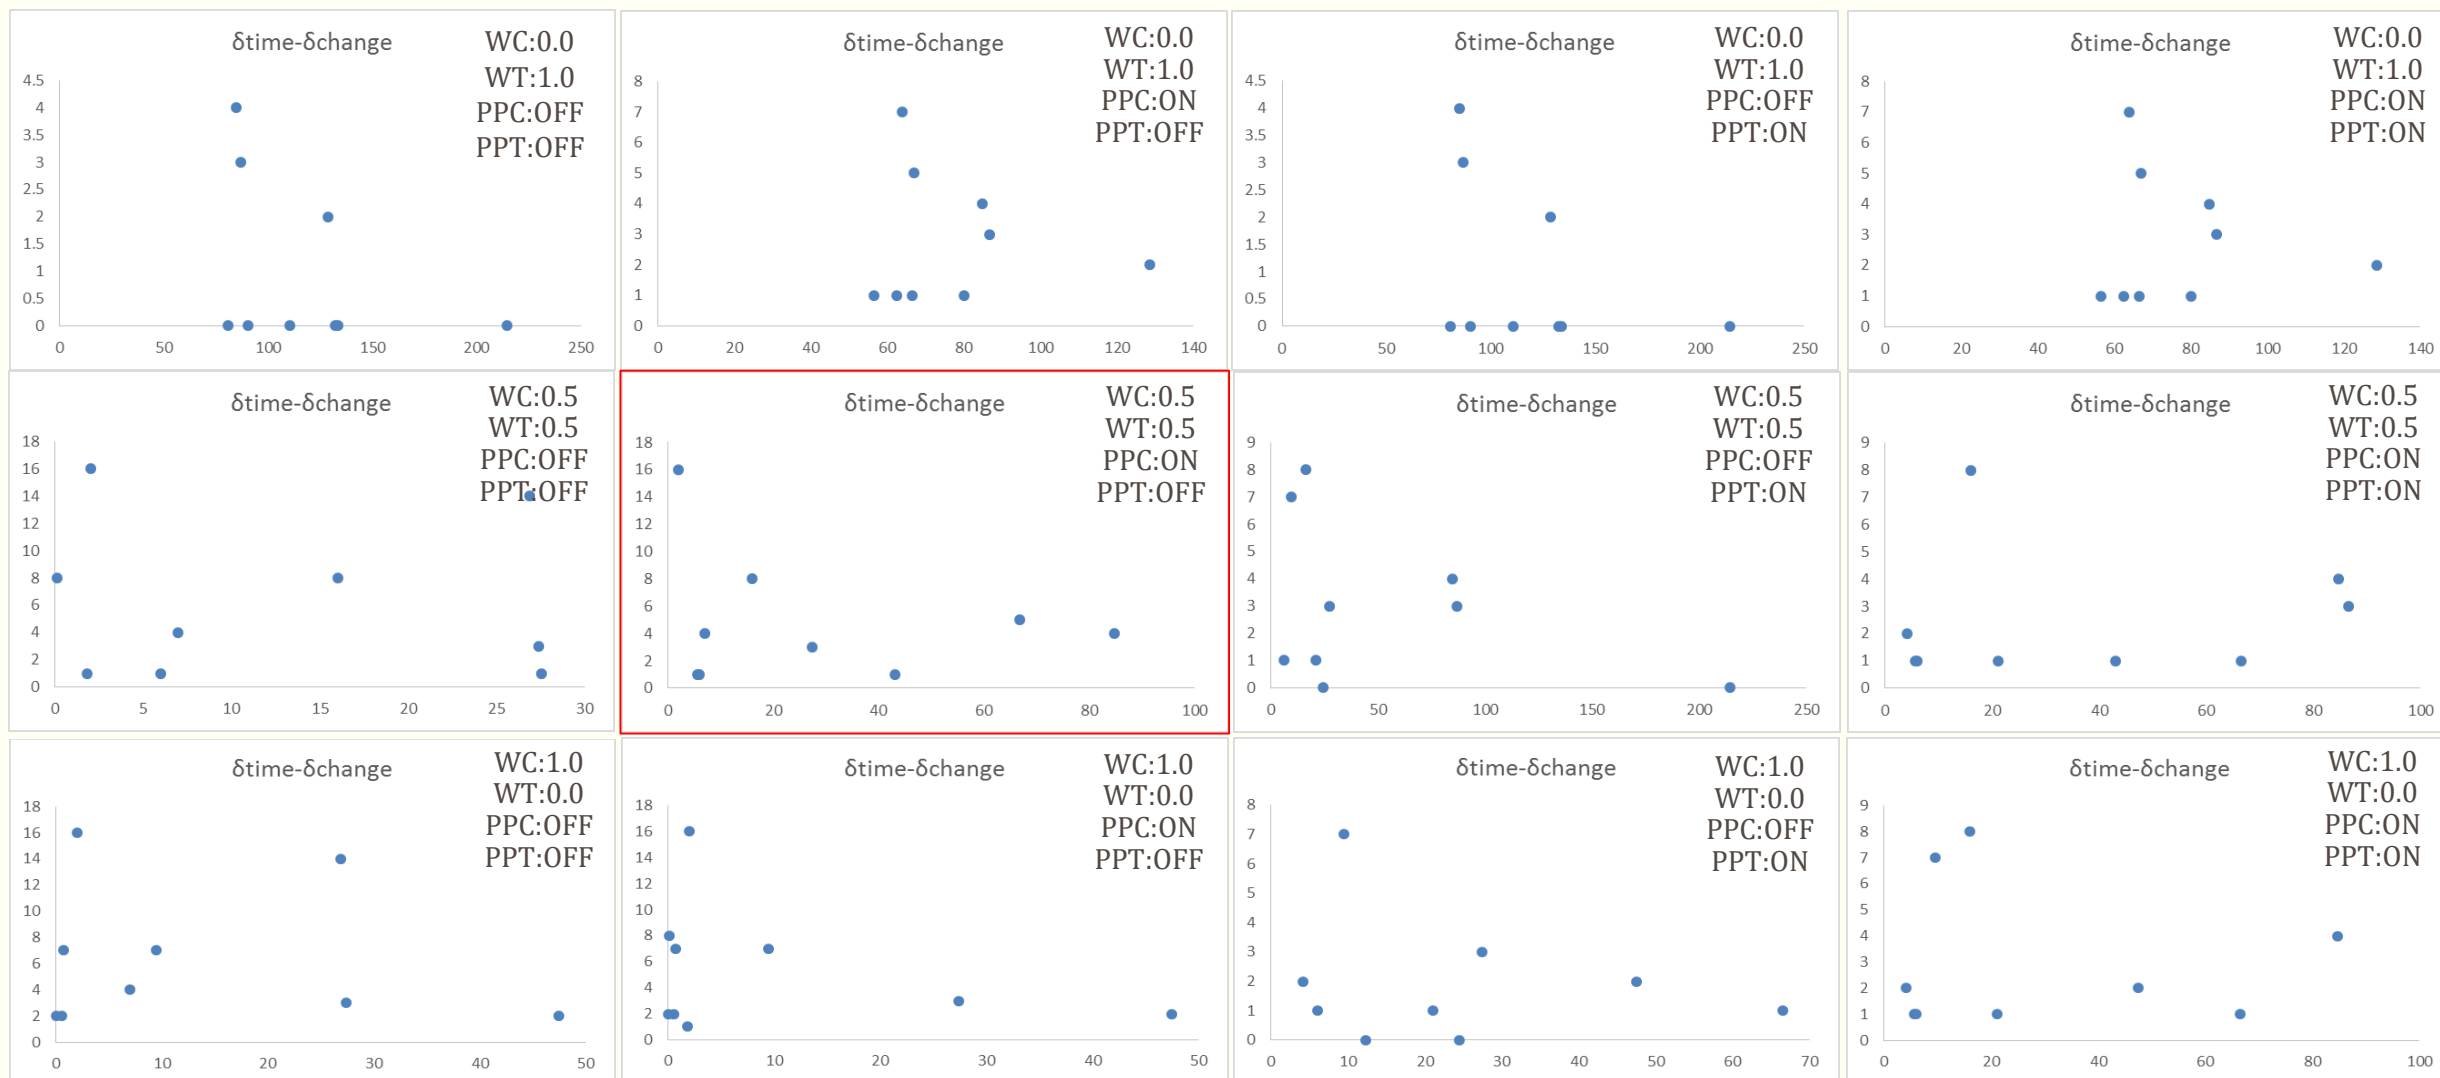 δtime-δchange
WC:0.0
WT:1.0
PPC:OFF
PPT:OFF
4.5
4
3.5
3
2.5
2
1.5
1
0.5
0
0 50 100 150 200 250
δtime-δchange
WC:0.0
WT:1.0
PPC:ON
PPT:OFF
8
7
6
5
4
3
2
1
0
0 20 40 60 80 100 120 140
δtime-δchange
WC:0.0
WT:1.0
PPC:OFF
PPT:ON
4.5
4
3.5
3
2.5
2
1.5
1
0.5
0
0 50 100 150 200 250
δtime-δchange
WC:0.0
WT:1.0
PPC:ON
PPT:ON
8
7
6
5
4
3
2
1
0
0 20 40 60 80 100 120 140
δtime-δchange
WC:0.5
WT:0.5
PPC:OFF
PPT:OFF
18
16
14
12
10
8
6
4
2
0
0 5 10 15 20 25 30
δtime-δchange
WC:0.5
WT:0.5
PPC:ON
PPT:OFF
18
16
14
12
10
8
6
4
2
0
0 20 40 60 80 100
δtime-δchange
WC:0.5
WT:0.5
PPC:OFF
PPT:ON
9
8
7
6
5
4
3
2
1
0
0 50 100 150 200 250
δtime-δchange
WC:0.5
WT:0.5
PPC:ON
PPT:ON
9
8
7
6
5
4
3
2
1
0
0 20 40 60 80 100
δtime-δchange
WC:1.0
WT:0.0
PPC:OFF
PPT:OFF
18
16
14
12
10
8
6
4
2
0
0 10 20 30 40 50
δtime-δchange
WC:1.0
WT:0.0
PPC:ON
PPT:OFF
18
16
14
12
10
8
6
4
2
0
0 10 20 30 40 50
δtime-δchange
WC:1.0
WT:0.0
PPC:OFF
PPT:ON
8
7
6
5
4
3
2
1
0
0 10 20 30 40 50 60 70
δtime-δchange
WC:1.0
WT:0.0
PPC:ON
PPT:ON
9
8
7
6
5
4
3
2
1
0
0 20 40 60 80 100